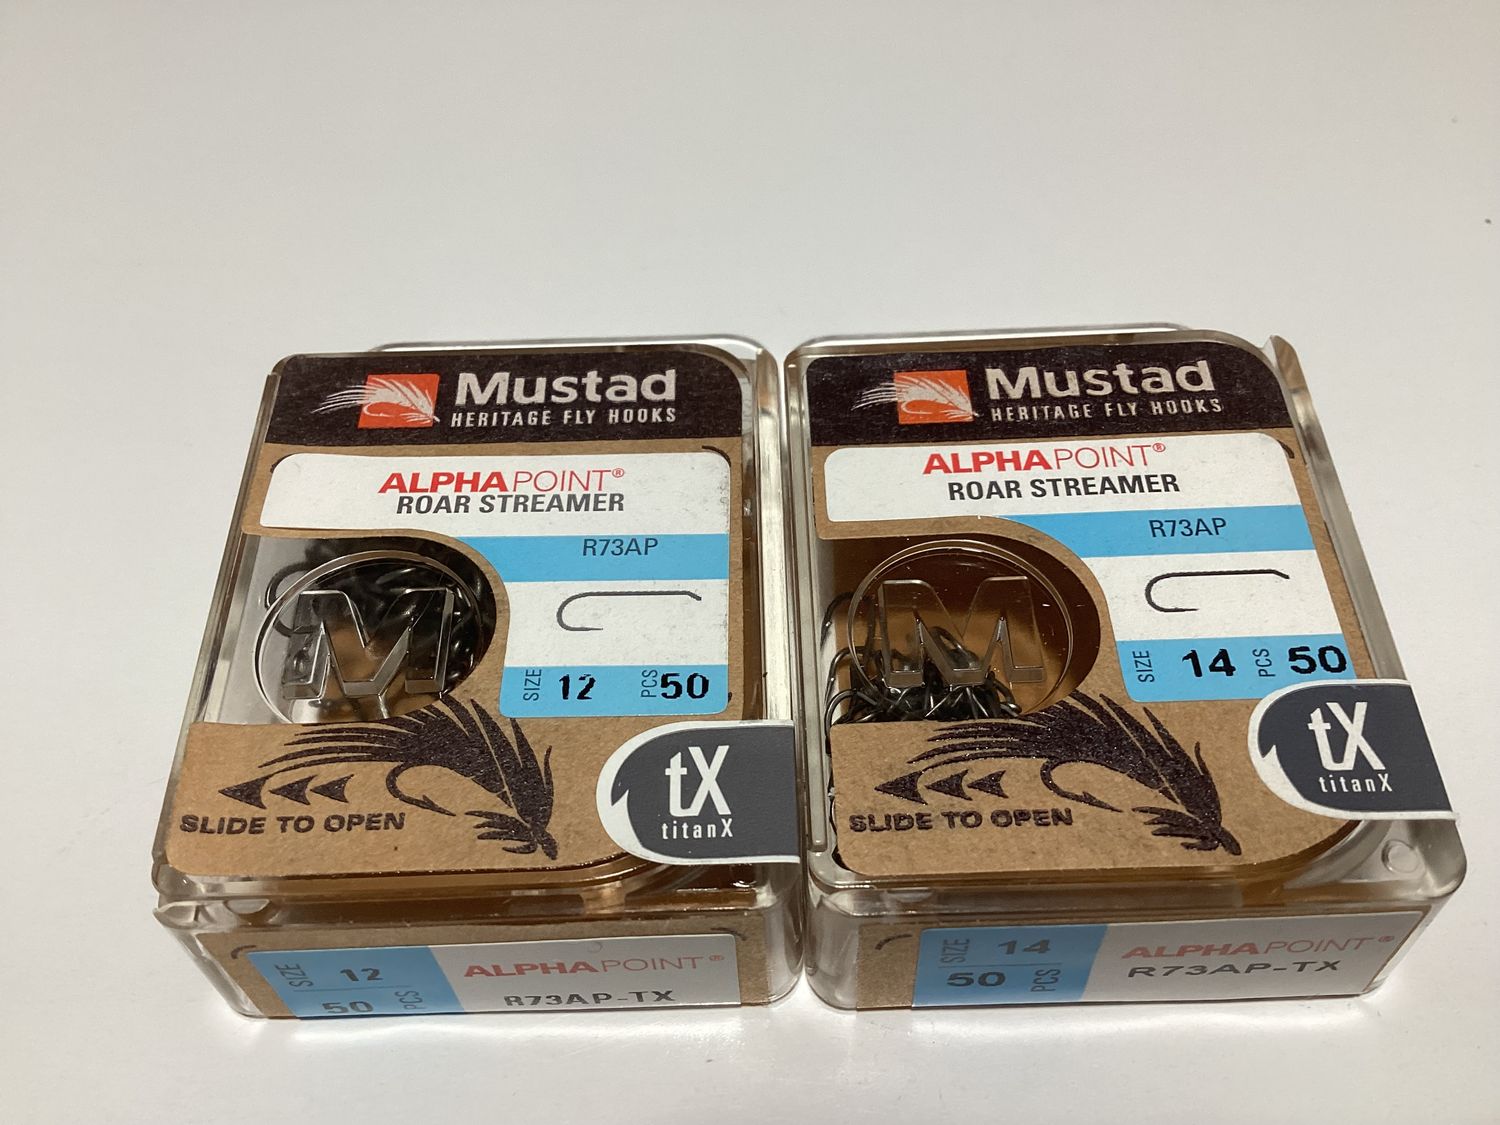 Mustad
HERITAGE FLY HOOKS
ALPHAPOINT®
ROAR STREAMER
R73AP
M
SIZE 12 PCS 50
tX
titanX
SLIDE TO OPEN
SIZE 12
50 PCS
ALPHAPOINT®
R73AP-TX
Mustad
HERITAGE FLY HOOKS
ALPHAPOINT®
ROAR STREAMER
R73AP
M
SIZE 14 PCS 50
tX
titanX
SLIDE TO OPEN
SIZE 14
50 PCS
ALPHAPOINT®
R73AP-TX